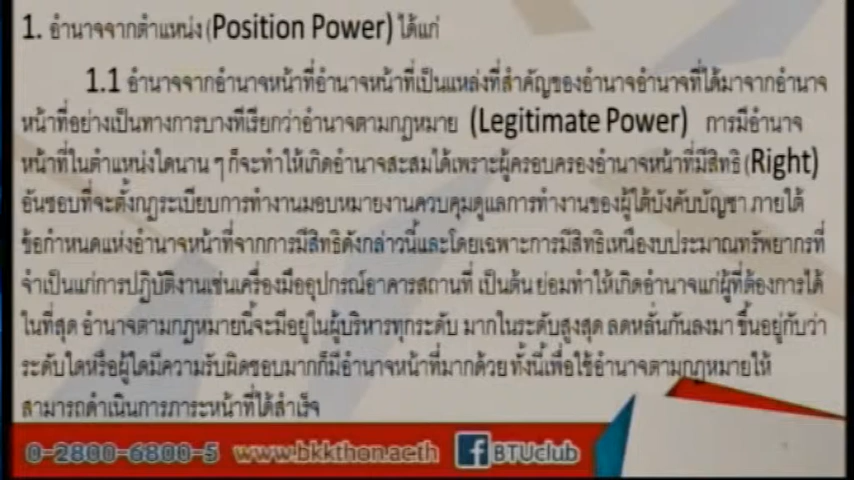 1. อำนาจจากตำแหน่ง (Position Power) ได้แก่
1.1 อำนาจจากอำนาจหน้าที่อำนาจหน้าที่เป็นแหล่งที่สำคัญของอำนาจอำนาจที่ได้มาจากอำนาจ
หน้าที่อย่างเป็นทางการบางทีเรียกว่าอำนาจตามกฎหมาย (Legitimate Power) การมีอำนาจ
หน้าที่ในตำแหน่งใดนาน ๆ ก็จะทำให้เกิดอำนาจสะสมได้เพราะผู้ครอบครองอำนาจหน้าที่มีสิทธิ (Right)
อันชอบที่จะตั้งกฎระเบียบการทำงานมอบหมายงานควบคุมดูแลการทำงานของผู้ใต้บังคับบัญชา ภายใต้
ข้อกำหนดแห่งอำนาจหน้าที่จากการมีสิทธิดังกล่าวนี้และโดยเฉพาะการมีสิทธิเหนืองบประมาณทรัพยากรที่
จำเป็นแก่การปฏิบัติงานเช่นเครื่องมืออุปกรณ์อาคารสถานที่ เป็นต้น ย่อมทำให้เกิดอำนาจแก่ผู้ที่ต้องการได้
ในที่สุด อำนาจตามกฎหมายนี้จะมีอยู่ในผู้บริหารทุกระดับ มากในระดับสูงสุด ลดหลั่นกันลงมา ขึ้นอยู่กับว่า
ระดับใดหรือผู้ใดมีความรับผิดชอบมากก็มีอำนาจหน้าที่มากด้วย ทั้งนี้เพื่อใช้อำนาจตามกฎหมายให้
สามารถดำเนินการภาระหน้าที่ได้สำเร็จ
0-2800-6800-5 www.bkkthon.ac.th f BTUclub